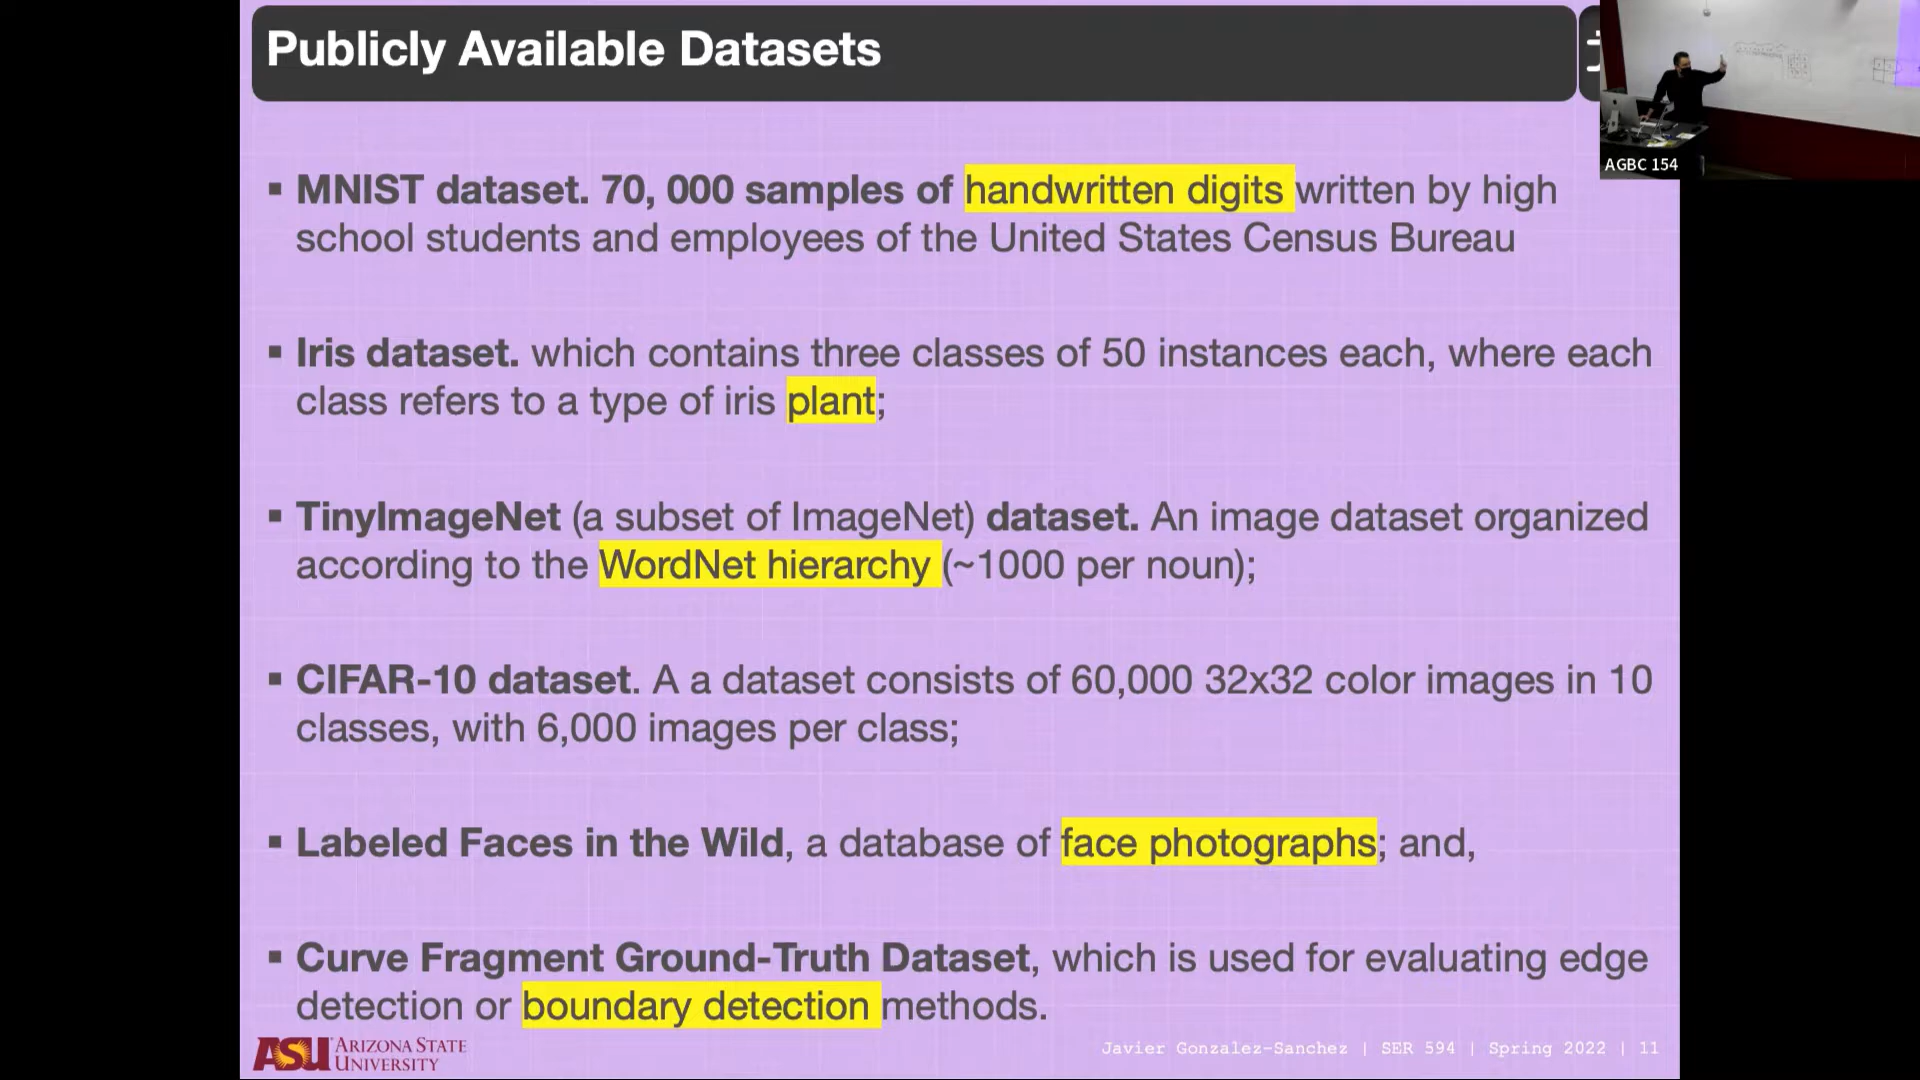 Publicly Available Datasets
AGBC 154
▪ MNIST dataset. 70, 000 samples of handwritten digits written by high
school students and employees of the United States Census Bureau
▪ Iris dataset. which contains three classes of 50 instances each, where each
class refers to a type of iris plant;
▪ TinyImageNet (a subset of ImageNet) dataset. An image dataset organized
according to the WordNet hierarchy (~1000 per noun);
▪ CIFAR-10 dataset. A a dataset consists of 60,000 32x32 color images in 10
classes, with 6,000 images per class;
▪ Labeled Faces in the Wild, a database of face photographs; and,
▪ Curve Fragment Ground-Truth Dataset, which is used for evaluating edge
detection or boundary detection methods.
ASU ARIZONA STATE
UNIVERSITY
Javier Gonzalez-Sanchez | SER 594 | Spring 2022 | 11